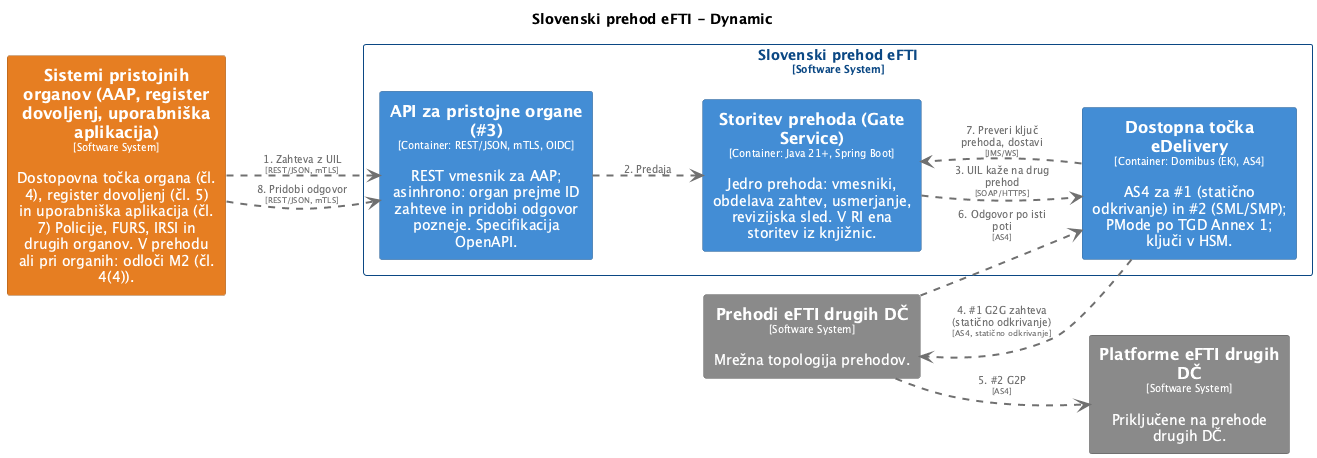 Slovenski prehod eFTI – Dynamic
Slovenski prehod eFTI
[Software System]
Sistemi pristojnih
organov (AAP, register
dovoljenj, uporabniška
aplikacija)
[Software System]
Dostopovna točka organa (čl.
4), register dovoljenj (čl. 5)
in uporabniška aplikacija (čl.
7) Policije, FURS, IRSI in
drugih organov. V prehodu
ali pri organih: odloči M2 (čl.
4(4)).
1. Zahteva z UIL
[REST/JSON, mTLS]
8. Pridobi odgovor
[REST/JSON, mTLS]
API za pristojne organe
(#3)
[Container: REST/JSON, mTLS, OIDC]
REST vmesnik za AAP;
asinhrono: organ prejme ID
zahteve in pridobi odgovor
pozneje. Specifikacija
OpenAPI.
2. Predaja
Storitev prehoda (Gate
Service)
[Container: Java 21+, Spring Boot]
Jedro prehoda: vmesniki,
obdelava zahtev, usmerjanje,
revizijska sled. V RI ena
storitev iz knjižnic.
7. Preveri ključ
prehoda, dostavi
[JMS/WS]
3. UIL kaže na drug
prehod
[SOAP/HTTPS]
6. Odgovor po isti
poti
[AS4]
Dostopna točka
eDelivery
[Container: Domibus (EK), AS4]
AS4 za #1 (statično
odkrivanje) in #2 (SML/SMP);
PMode po TGD Annex 1;
ključi v HSM.
Prehodi eFTI drugih DČ
[Software System]
Mrežna topologija prehodov.
4. #1 G2G zahteva
(statično odkrivanje)
[AS4, statično odkrivanje]
5. #2 G2P
[AS4]
Platforme eFTI drugih
DČ
[Software System]
Priključene na prehode
drugih DČ.